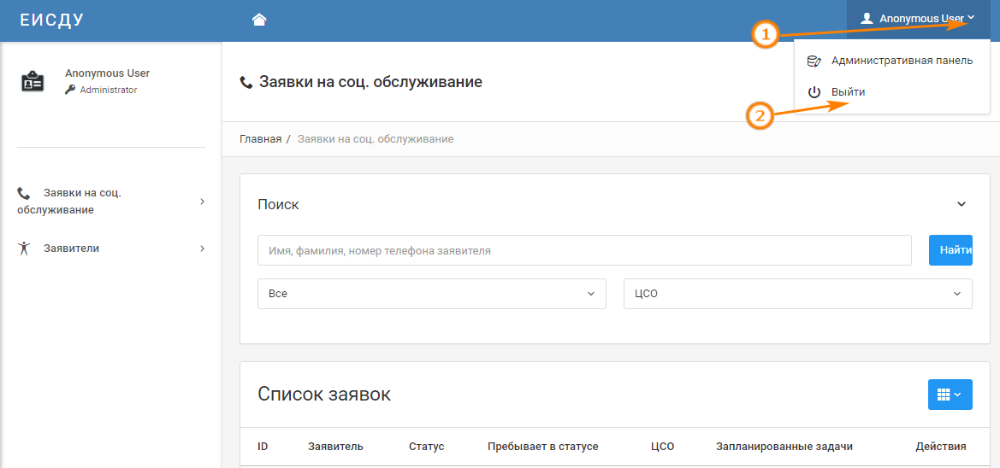 ЕИСДУ
Anonymous User
1
Административная панель
Выйти
2
Anonymous User
Administrator
Заявки на соц. обслуживание
Главная / Заявки на соц. обслуживание
Заявки на соц.
обслуживание
Заявители
Поиск
Имя, фамилия, номер телефона заявителя
Найти
Все
ЦСО
Список заявок
ID Заявитель Статус Пребывает в статусе ЦСО Запланированные задачи Действия